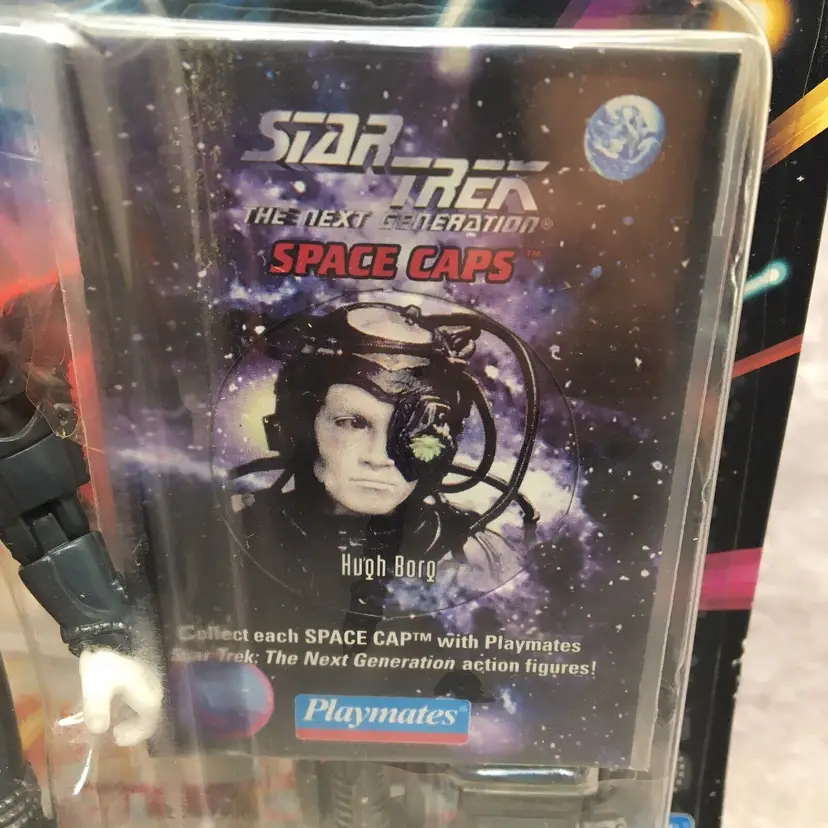 STAR
TREK
THE NEXT GENERATION®
SPACE CAPS™
Hugh Borg
Collect each SPACE CAP™ with Playmates
Star Trek: The Next Generation action figures!
Playmates®